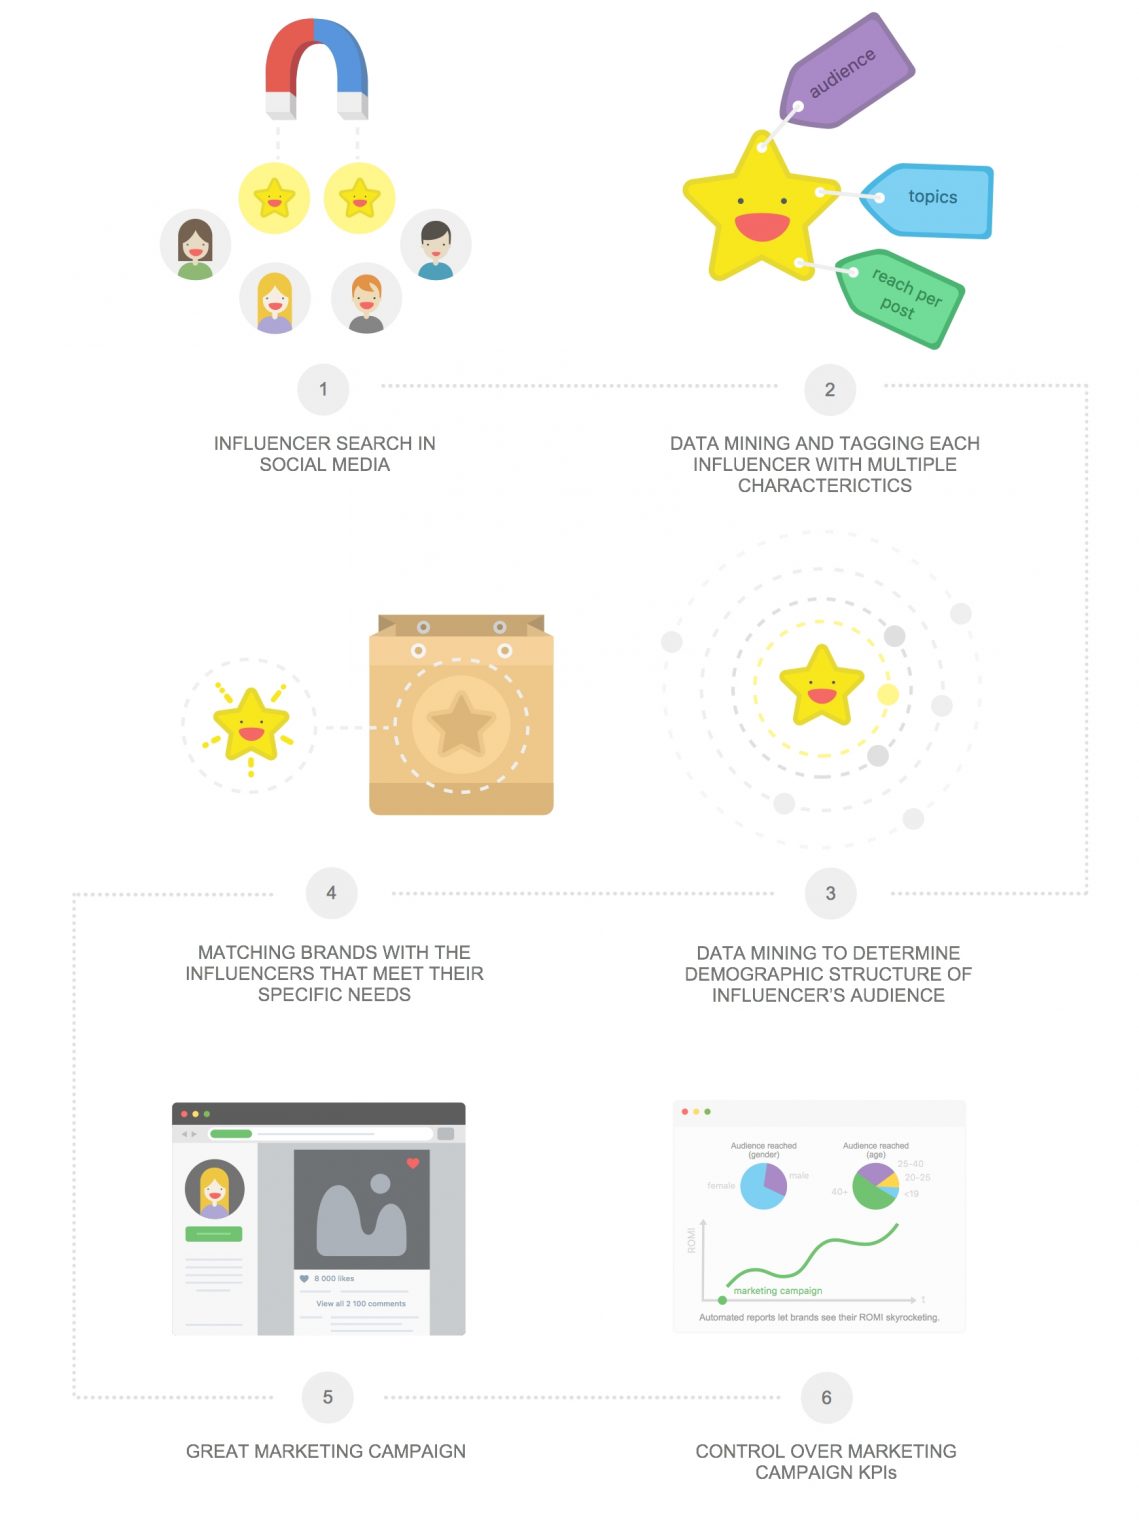 audience
topics
reach per
post
1
2
INFLUENCER SEARCH IN
SOCIAL MEDIA
DATA MINING AND TAGGING EACH
INFLUENCER WITH MULTIPLE
CHARACTERICTICS
4
3
MATCHING BRANDS WITH THE
INFLUENCERS THAT MEET THEIR
SPECIFIC NEEDS
DATA MINING TO DETERMINE
DEMOGRAPHIC STRUCTURE OF
INFLUENCER'S AUDIENCE
8 000 likes
View all 2 100 comments
Audience reached
(gender)
male
female
Audience reached
(age)
25-40
20-25
<19
40+
ROMI
marketing campaign
t
Automated reports let brands see their ROMI skyrocketing.
5
6
GREAT MARKETING CAMPAIGN
CONTROL OVER MARKETING
CAMPAIGN KPIs